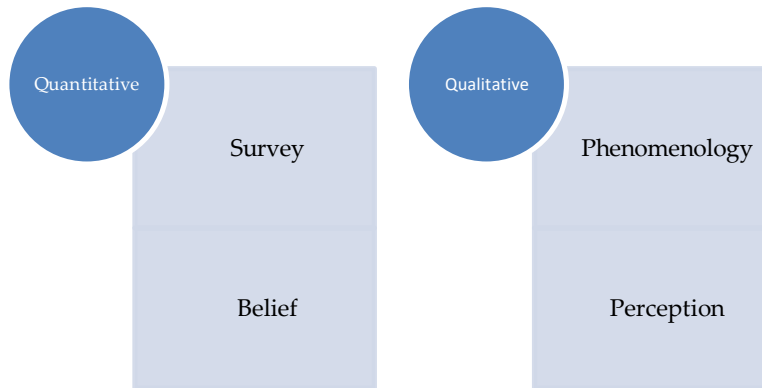 Quantitative
Survey
Belief
Qualitative
Phenomenology
Perception